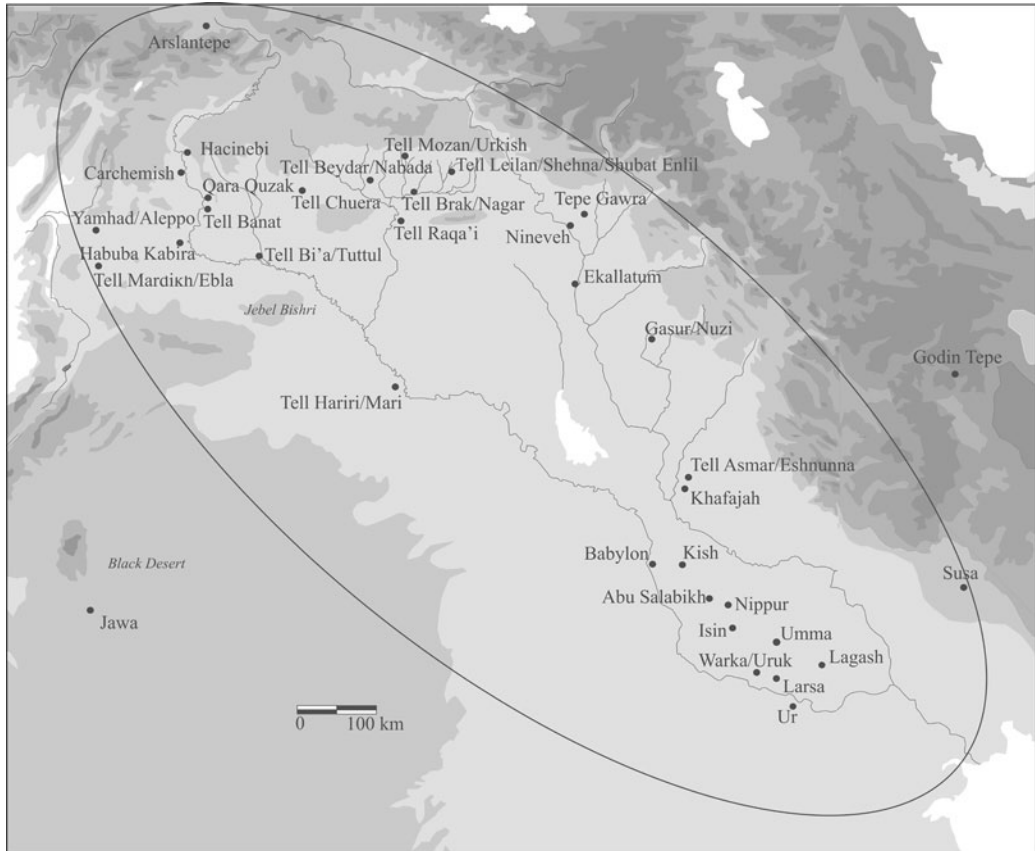 Arslantepe
Hacinebi
Tell Mozan/Urkish
Tell Beydar/Nabada
Tell Leilan/Shehna/Shubat Enlil
Carchemish
Qara Quzak
Tell Chuera
Tell Brak/Nagar
Tepe Gawra
Yamhad/Aleppo
Tell Banat
Tell Raqa'i
Nineveh
Habuba Kabira
Tell Bi'a/Tuttul
Tell Mardikh/Ebla
Ekallatum
Jebel Bishri
Gasur/Nuzi
Godin Tepe
Tell Hariri/Mari
Tell Asmar/Eshnunna
Khafajah
Babylon
Kish
Black Desert
Susa
Abu Salabikh
Nippur
Jawa
Isin
Umma
Warka/Uruk
Lagash
Larsa
Ur
0 100 km